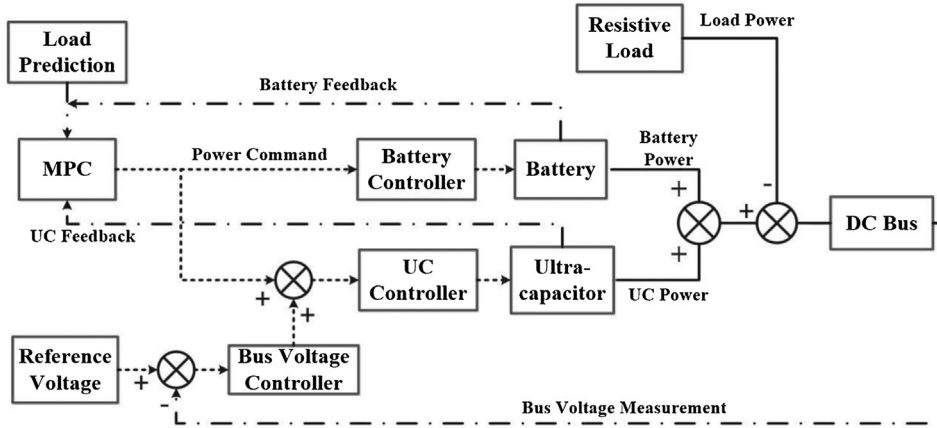 Load
Prediction
Resistive
Load
Load Power
Battery Feedback
MPC
Power Command
Battery
Controller
Battery
Battery
Power
+
-
UC Feedback
+
+
DC Bus
+
UC
Controller
Ultra-
capacitor
UC Power
+
Reference
Voltage
+
-
Bus Voltage
Controller
Bus Voltage Measurement